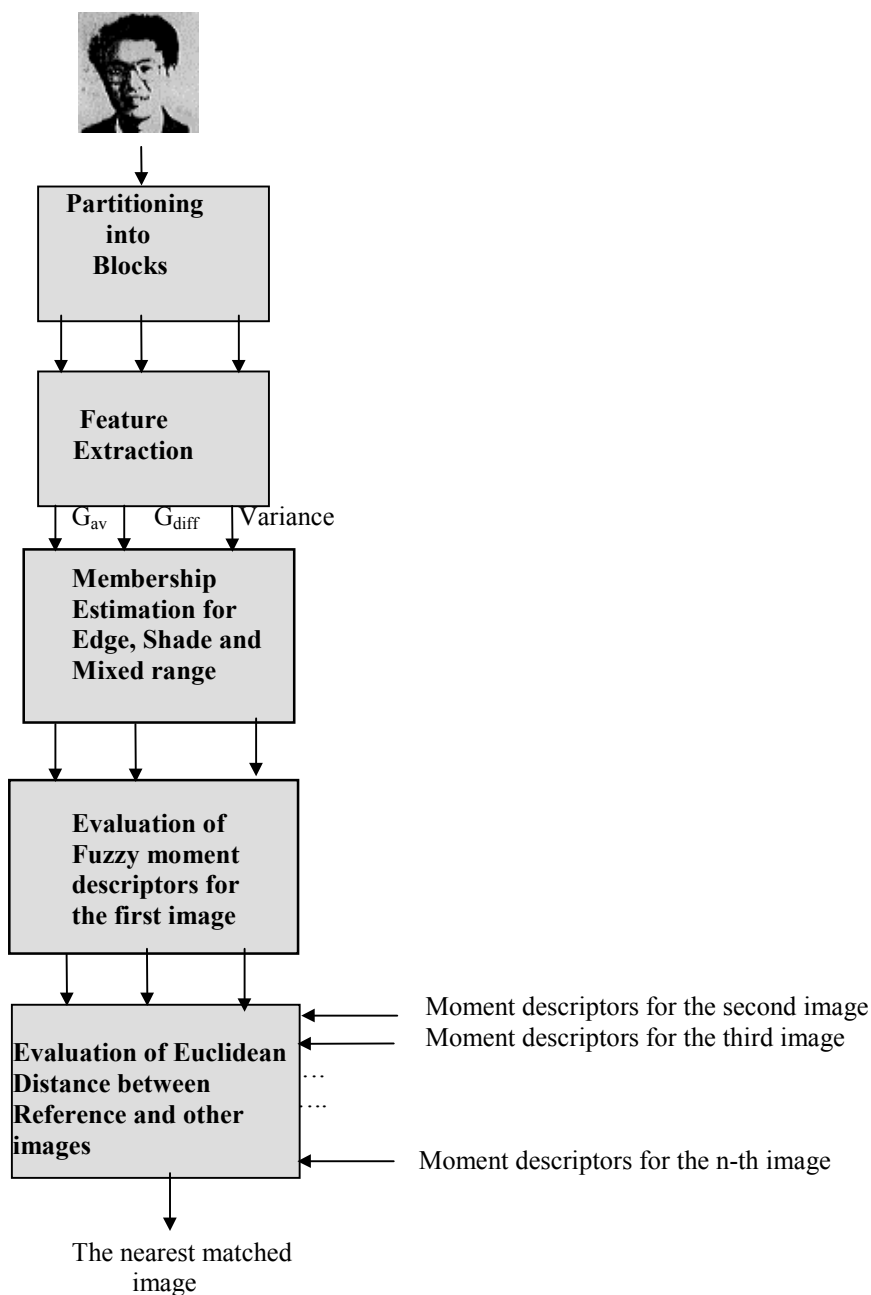 Partitioning
into
Blocks
Feature
Extraction
G_av G_diff Variance
Membership
Estimation for
Edge, Shade and
Mixed range
Evaluation of
Fuzzy moment
descriptors for
the first image
Moment descriptors for the second image
Moment descriptors for the third image
Evaluation of Euclidean
Distance between
Reference and other
images
…
….
Moment descriptors for the n-th image
The nearest matched
image